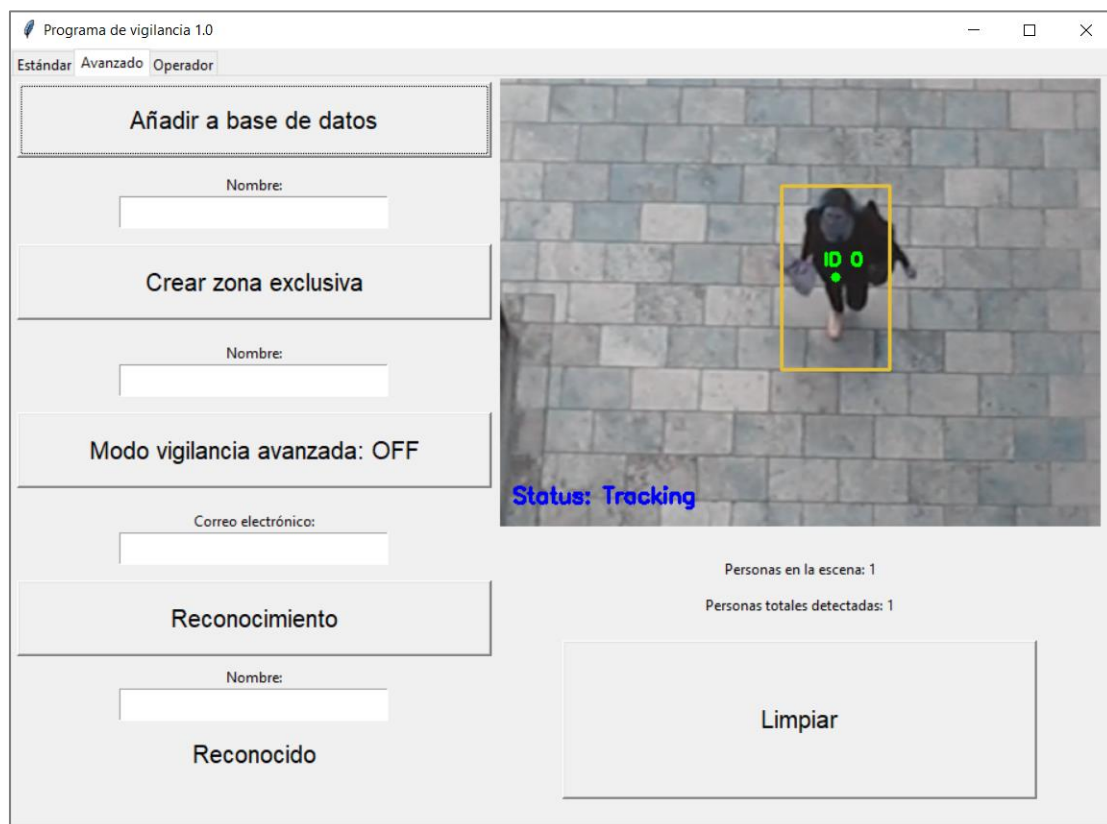 Programa de vigilancia 1.0
Estándar Avanzado Operador
Añadir a base de datos
Nombre:
Crear zona exclusiva
Nombre:
Modo vigilancia avanzada: OFF
Correo electrónico:
Reconocimiento
Nombre:
Reconocido
ID 0
Status: Tracking
Personas en la escena: 1
Personas totales detectadas: 1
Limpiar